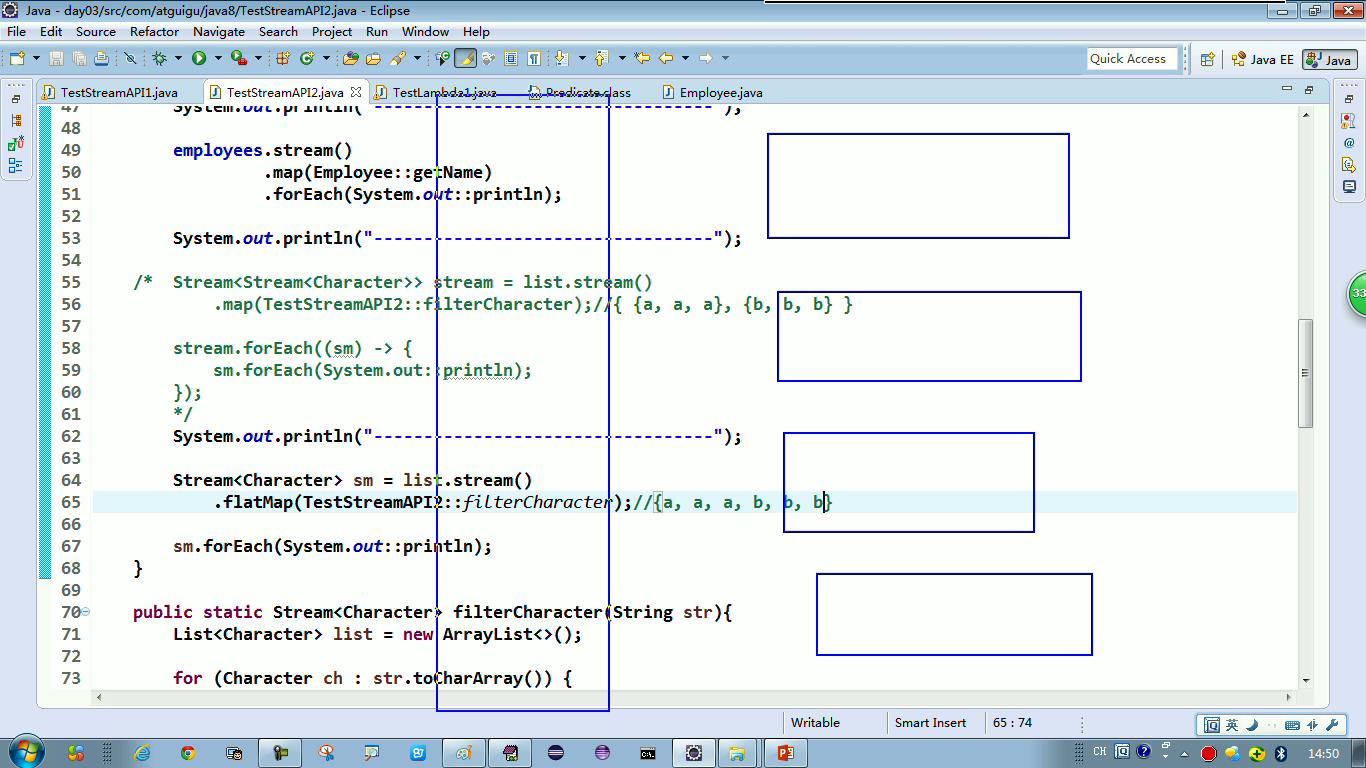 Java - day03/src/com/atguigu/java8/TestStreamAPI2.java - Eclipse
File Edit Source Refactor Navigate Search Project Run Window Help
Quick Access Java EE Java
TestStreamAPI1.java TestStreamAPI2.java TestLambda1.java Predicate.class Employee.java
47 System.out.println("----------------------------------");
48
49 employees.stream()
50 .map(Employee::getName)
51 .forEach(System.out::println);
52
53 System.out.println("----------------------------------");
54
55 /* Stream<Stream<Character>> stream = list.stream()
56 .map(TestStreamAPI2::filterCharacter);//{ {a, a, a}, {b, b, b} }
57
58 stream.forEach((sm) -> {
59 sm.forEach(System.out::println);
60 });
61 */
62 System.out.println("----------------------------------");
63
64 Stream<Character> sm = list.stream()
65 .flatMap(TestStreamAPI2::filterCharacter);//{a, a, a, b, b, b}
66
67 sm.forEach(System.out::println);
68 }
69
70 public static Stream<Character> filterCharacter(String str){
71 List<Character> list = new ArrayList<>();
72
73 for (Character ch : str.toCharArray()) {
33
Writable Smart Insert 65 : 74
英
CH 14:50